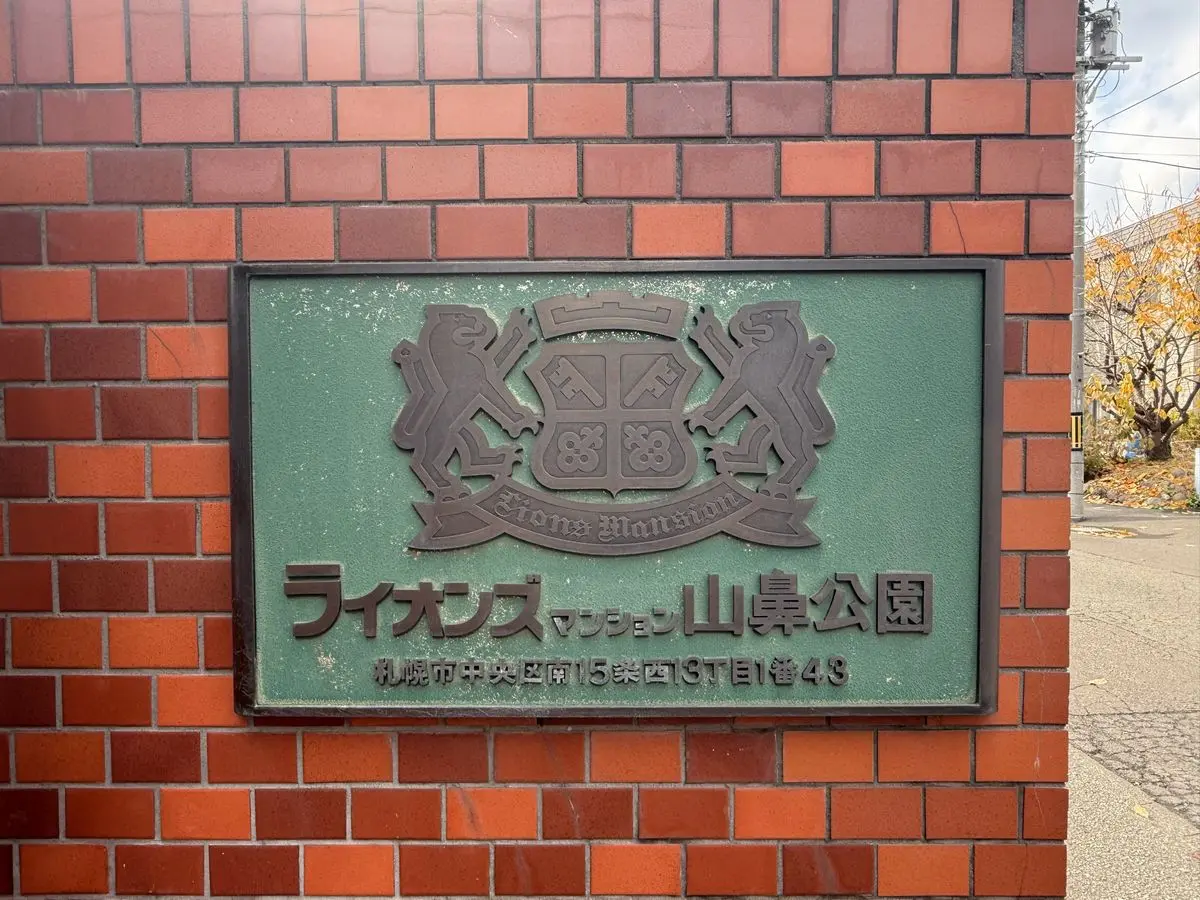 Lions Mansion
ライオンズマンション山鼻公園
札幌市中央区南15条西13丁目1番43